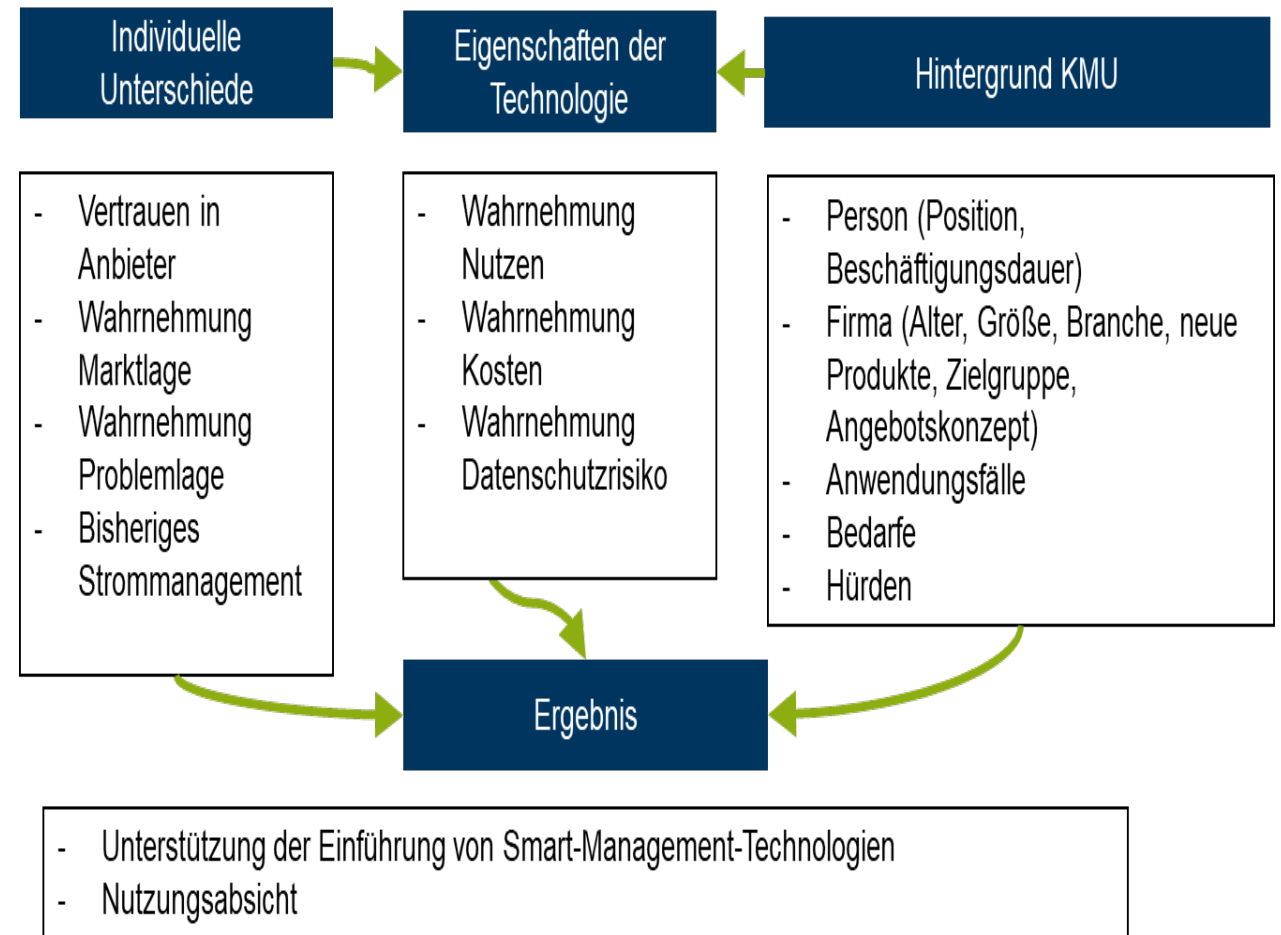 Individuelle
Unterschiede
Eigenschaften der
Technologie
Hintergrund KMU
- Vertrauen in
Anbieter
- Wahrnehmung
Marktlage
- Wahrnehmung
Problemlage
- Bisheriges
Strommanagement
- Wahrnehmung
Nutzen
- Wahrnehmung
Kosten
- Wahrnehmung
Datenschutzrisiko
- Person (Position,
Beschäftigungsdauer)
- Firma (Alter, Größe, Branche, neue
Produkte, Zielgruppe,
Angebotskonzept)
- Anwendungsfälle
- Bedarfe
- Hürden
Ergebnis
- Unterstützung der Einführung von Smart-Management-Technologien
- Nutzungsabsicht